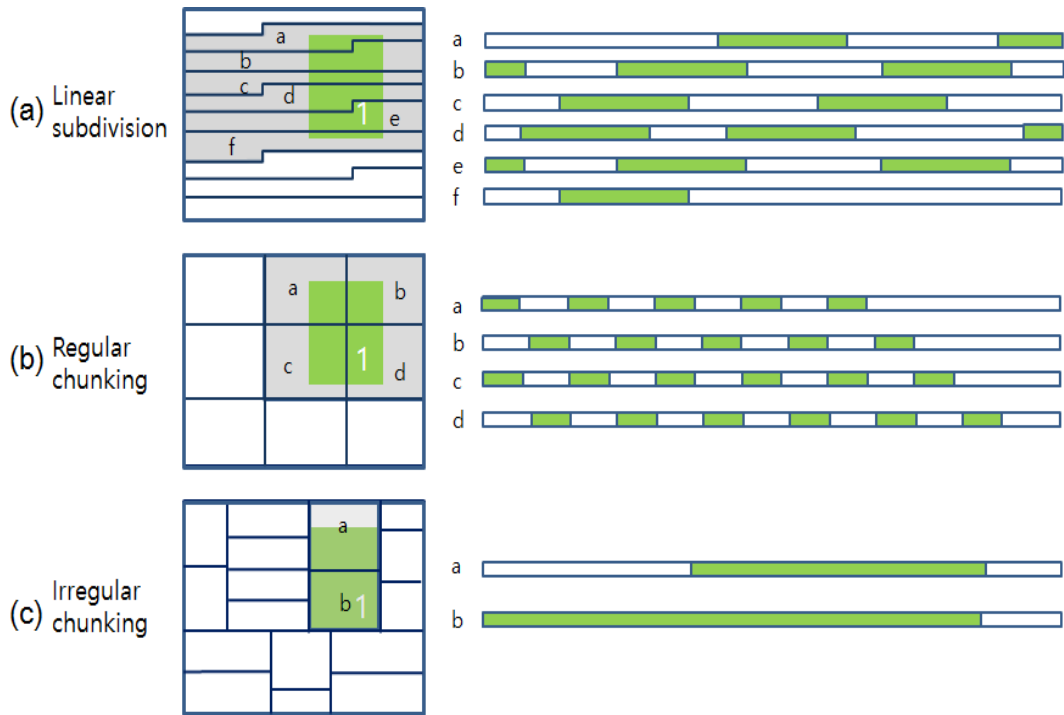 (a) Linear
subdivision
a
b
c
d
e
f
1
a
b
c
d
e
f
(b) Regular
chunking
a
b
c
d
1
a
b
c
d
(c) Irregular
chunking
a
b
1
a
b